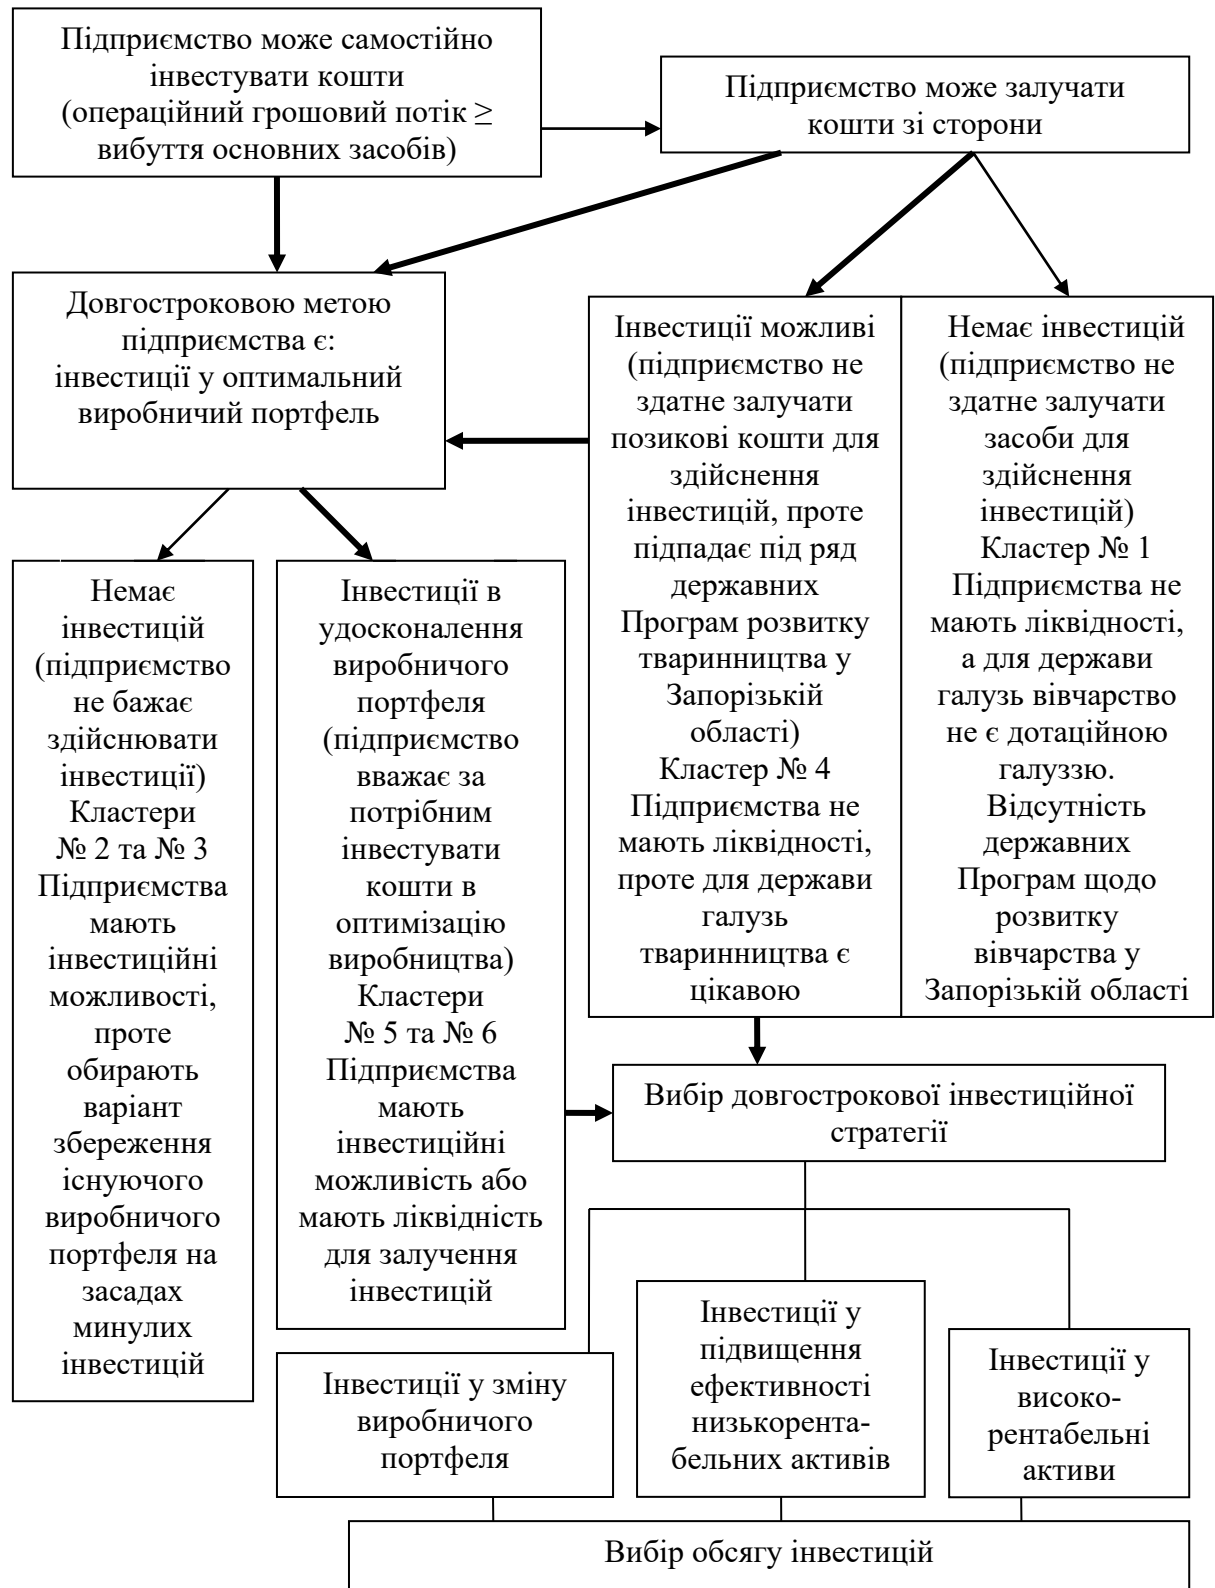 Підприємство може самостійно
інвестувати кошти
(операційний грошовий потік ≥
вибуття основних засобів)
Підприємство може залучати
кошти зі сторони
Довгостроковою метою
підприємства є:
інвестиції у оптимальний
виробничий портфель
Інвестиції можливі
(підприємство не
здатне залучати
позикові кошти для
здійснення
інвестицій, проте
підпадає під ряд
державних
Програм розвитку
тваринництва у
Запорізькій
області)
Кластер № 4
Підприємства не
мають ліквідності,
проте для держави
галузь
тваринництва є
цікавою
Немає інвестицій
(підприємство не
здатне залучати
засоби для
здійснення
інвестицій)
Кластер № 1
Підприємства не
мають ліквідності,
а для держави
галузь вівчарство
не є дотаційною
галуззю.
Відсутність
державних
Програм щодо
розвитку
вівчарства у
Запорізькій області
Немає
інвестицій
(підприємство
не бажає
здійснювати
інвестиції)
Кластери
№ 2 та № 3
Підприємства
мають
інвестиційні
можливості,
проте
обирають
варіант
збереження
існуючого
виробничого
портфеля на
засадах
минулих
інвестицій
Інвестиції в
удосконалення
виробничого
портфеля
(підприємство
вважає за
потрібним
інвестувати
кошти в
оптимізацію
виробництва)
Кластери
№ 5 та № 6
Підприємства
мають
інвестиційні
можливість або
мають ліквідність
для залучення
інвестицій
Вибір довгострокової інвестиційної
стратегії
Інвестиції у зміну
виробничого
портфеля
Інвестиції у
підвищення
ефективності
низькорента-
бельних активів
Інвестиції у
високо-
рентабельні
активи
Вибір обсягу інвестицій